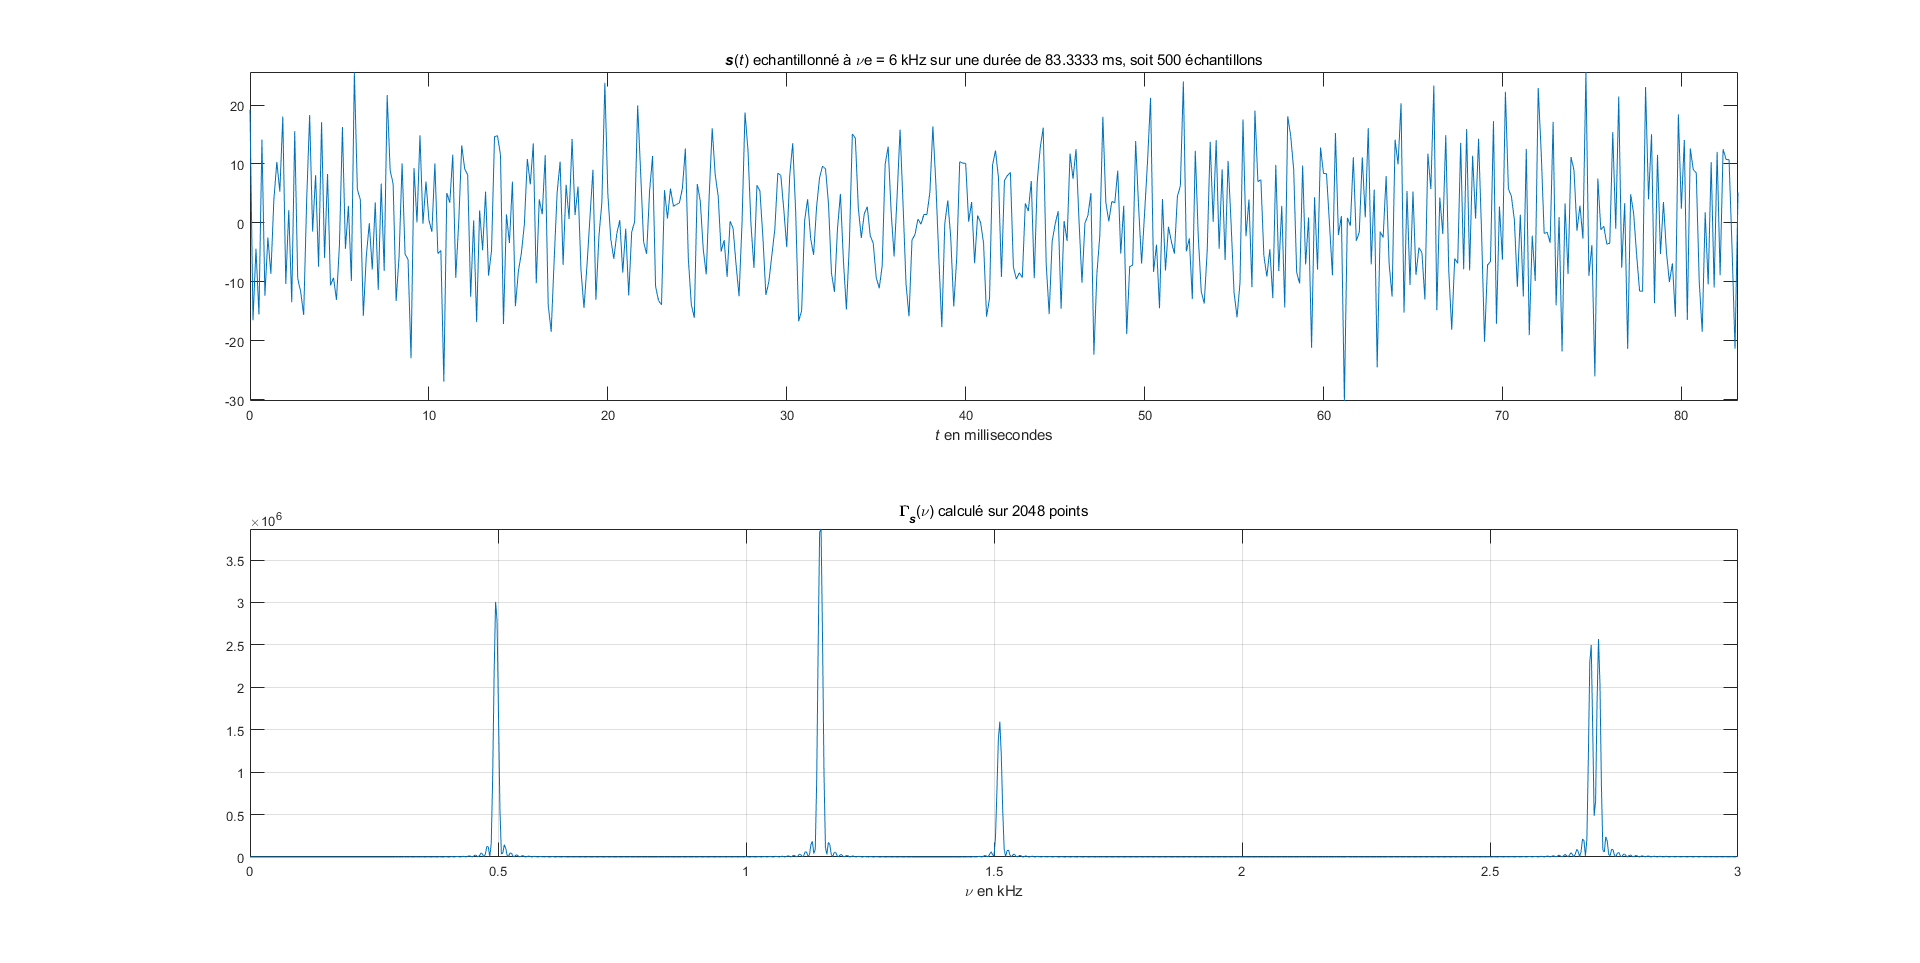 s(t) echantillonné à νe = 6 kHz sur une durée de 83.3333 ms, soit 500 échantillons
20
10
0
-10
-20
-30
0 10 20 30 40 50 60 70 80
t en millisecondes
Γs(ν) calculé sur 2048 points
×10^6
3.5
3
2.5
2
1.5
1
0.5
0
0 0.5 1 1.5 2 2.5 3
ν en kHz